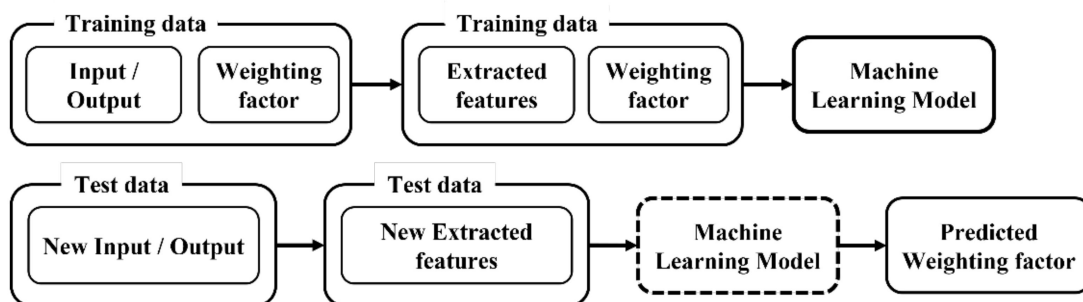 Training data
Input /
Output
Weighting
factor
Training data
Extracted
features
Weighting
factor
Machine
Learning Model
Test data
New Input / Output
Test data
New Extracted
features
Machine
Learning Model
Predicted
Weighting factor